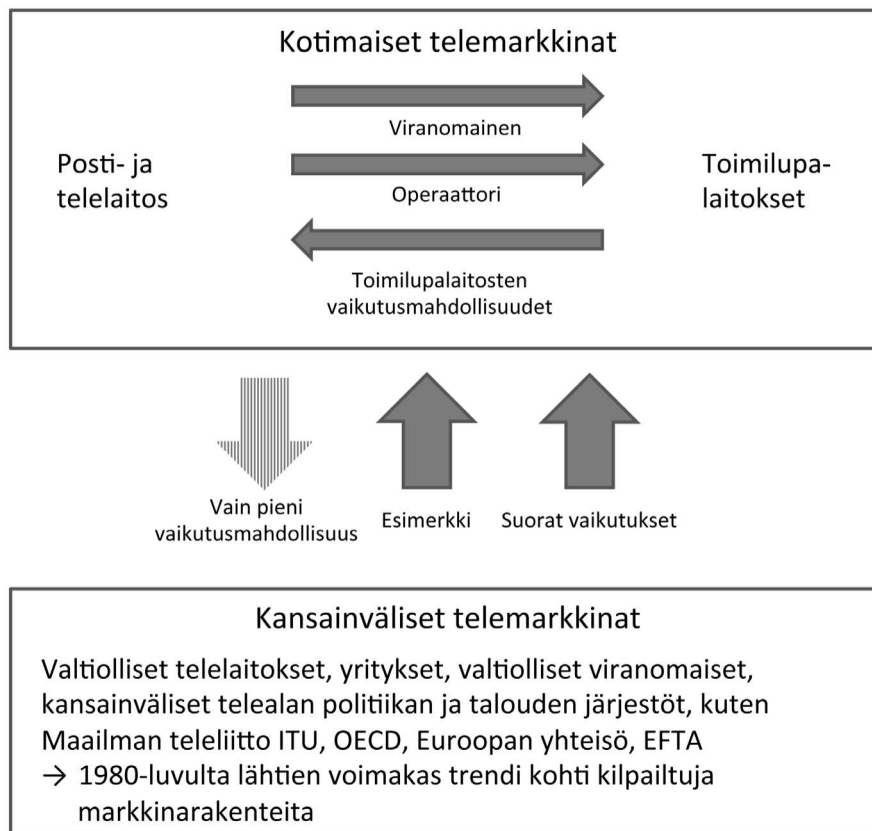 Kotimaiset telemarkkinat
Viranomainen
Posti- ja
telelaitos
Operaattori
Toimilupa-
laitokset
Toimilupalaitosten
vaikutusmahdollisuudet
Vain pieni
vaikutusmahdollisuus
Esimerkki
Suorat vaikutukset
Kansainväliset telemarkkinat
Valtiolliset telelaitokset, yritykset, valtiolliset viranomaiset,
kansainväliset telealan politiikan ja talouden järjestöt, kuten
Maailman teleliitto ITU, OECD, Euroopan yhteisö, EFTA
→ 1980-luvulta lähtien voimakas trendi kohti kilpailtuja
markkinarakenteita